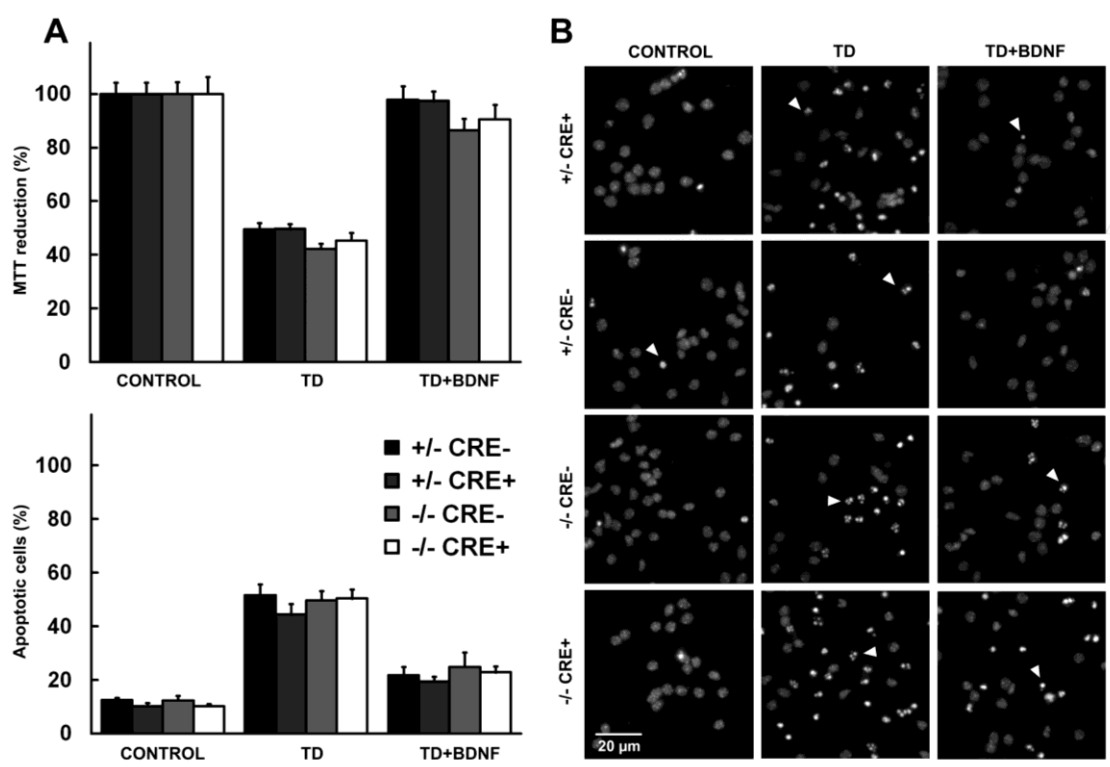 A
MTT reduction (%)
100
80
60
40
20
0
CONTROL TD TD+BDNF
Apoptotic cells (%)
100
80
60
40
20
0
+/- CRE-
+/- CRE+
-/- CRE-
-/- CRE+
CONTROL TD TD+BDNF
B
CONTROL TD TD+BDNF
+/- CRE+
+/- CRE-
-/- CRE-
-/- CRE+
20 µm